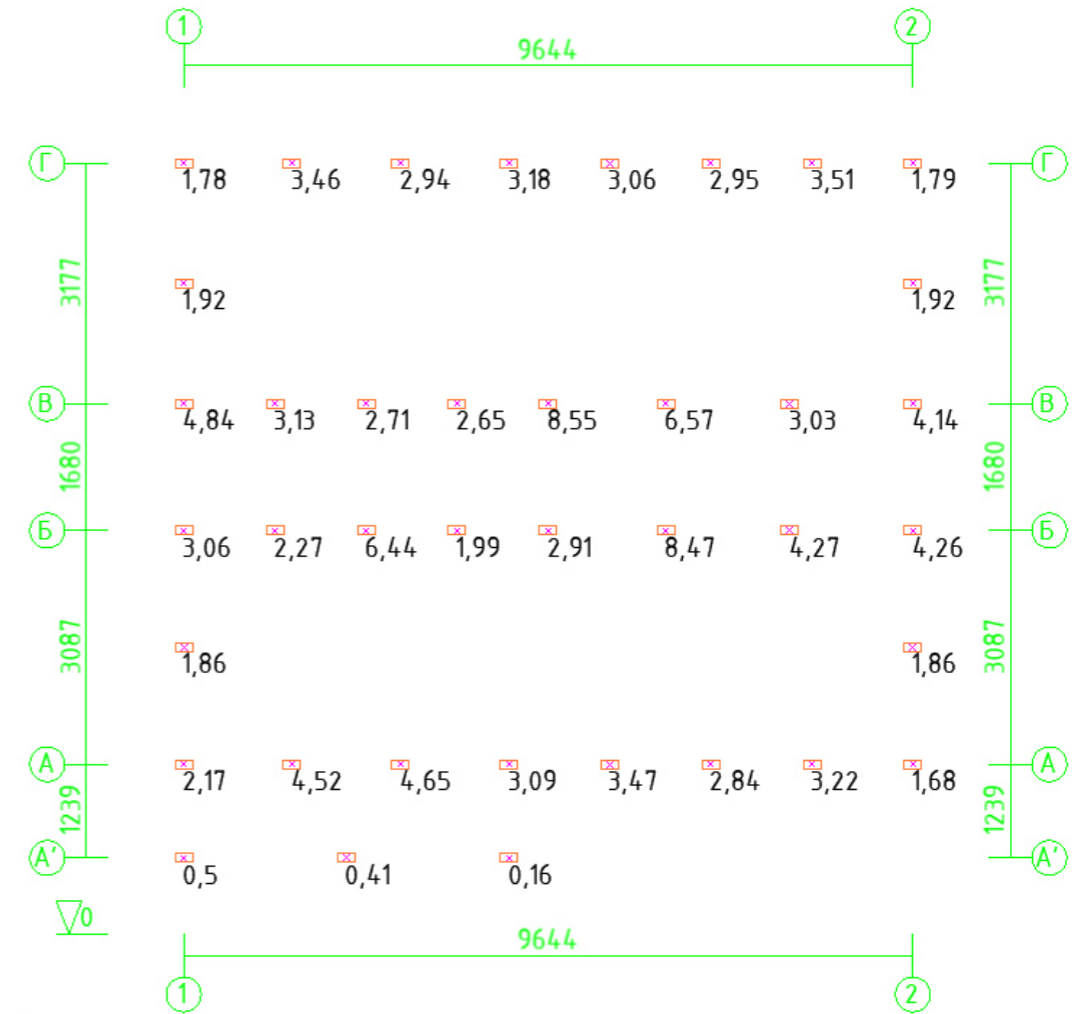 1 2
9644
Г 1,78 3,46 2,94 3,18 3,06 2,95 3,51 1,79 Г
3177 3177
1,92 1,92
В 4,84 3,13 2,71 2,65 8,55 6,57 3,03 4,14 В
1680 1680
Б 3,06 2,27 6,44 1,99 2,91 8,47 4,27 4,26 Б
3087 3087
1,86 1,86
А 2,17 4,52 4,65 3,09 3,47 2,84 3,22 1,68 А
1239 1239
А' 0,5 0,41 0,16 А'
0
9644
1 2